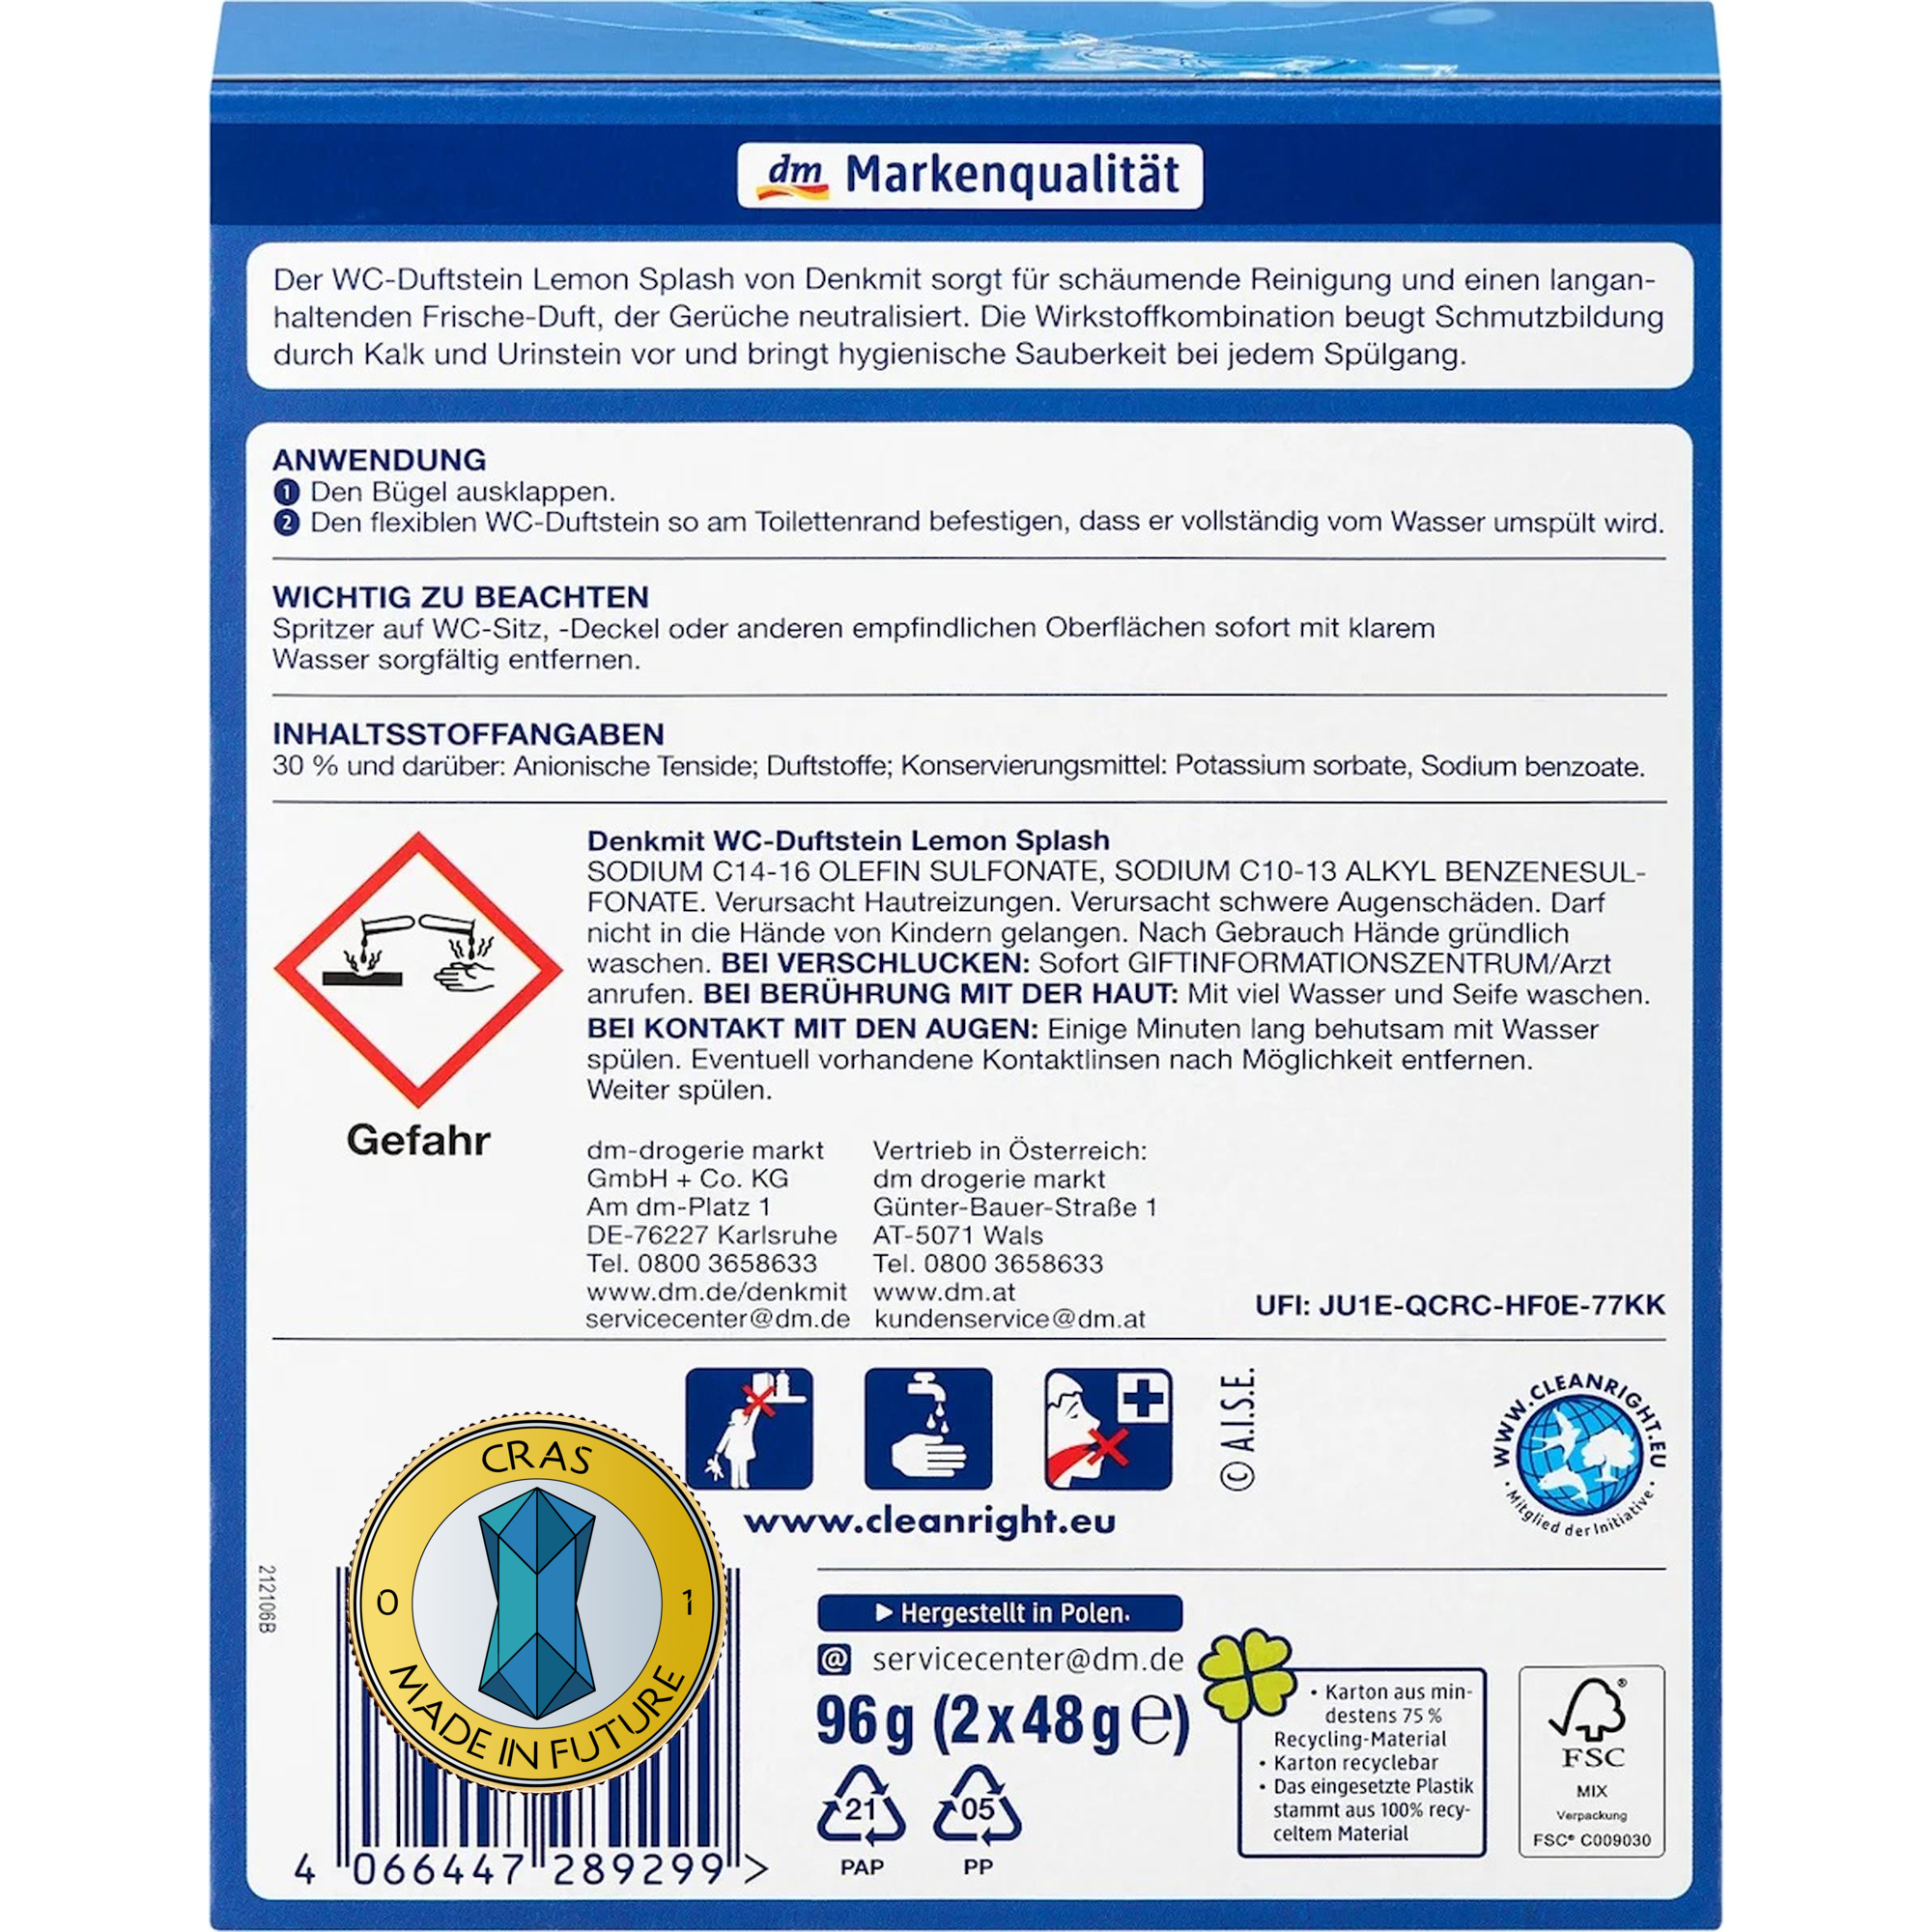 dm Markenqualität
Der WC-Duftstein Lemon Splash von Denkmit sorgt für schäumende Reinigung und einen langan-
haltenden Frische-Duft, der Gerüche neutralisiert. Die Wirkstoffkombination beugt Schmutzbildung
durch Kalk und Urinstein vor und bringt hygienische Sauberkeit bei jedem Spülgang.
ANWENDUNG
1 Den Bügel ausklappen.
2 Den flexiblen WC-Duftstein so am Toilettenrand befestigen, dass er vollständig vom Wasser umspült wird.
WICHTIG ZU BEACHTEN
Spritzer auf WC-Sitz, -Deckel oder anderen empfindlichen Oberflächen sofort mit klarem
Wasser sorgfältig entfernen.
INHALTSSTOFFANGABEN
30 % und darüber: Anionische Tenside; Duftstoffe; Konservierungsmittel: Potassium sorbate, Sodium benzoate.
Denkmit WC-Duftstein Lemon Splash
SODIUM C14-16 OLEFIN SULFONATE, SODIUM C10-13 ALKYL BENZENESUL-
FONATE. Verursacht Hautreizungen. Verursacht schwere Augenschäden. Darf
nicht in die Hände von Kindern gelangen. Nach Gebrauch Hände gründlich
waschen. BEI VERSCHLUCKEN: Sofort GIFTINFORMATIONSZENTRUM/Arzt
anrufen. BEI BERÜHRUNG MIT DER HAUT: Mit viel Wasser und Seife waschen.
BEI KONTAKT MIT DEN AUGEN: Einige Minuten lang behutsam mit Wasser
spülen. Eventuell vorhandene Kontaktlinsen nach Möglichkeit entfernen.
Weiter spülen.
Gefahr
dm-drogerie markt
GmbH + Co. KG
Am dm-Platz 1
DE-76227 Karlsruhe
Tel. 0800 3658633
www.dm.de/denkmit
servicecenter@dm.de
Vertrieb in Österreich:
dm drogerie markt
Günter-Bauer-Straße 1
AT-5071 Wals
Tel. 0800 3658633
www.dm.at
kundenservice@dm.at
UFI: JU1E-QCRC-HF0E-77KK
© A.I.S.E.
www.cleanright.eu
WWW.CLEANRIGHT.EU
· Mitglied der Initiative ·
CRAS
0 1
MADE IN FUTURE
212106B
4 066447 289299 >
Hergestellt in Polen.
@ servicecenter@dm.de
96 g (2 x 48 g ℮)
21
PAP
05
PP
• Karton aus min-
destens 75 %
Recycling-Material
• Karton recyclebar
• Das eingesetzte Plastik
stammt aus 100% recy-
celtem Material
FSC
®
MIX
Verpackung
FSC® C009030